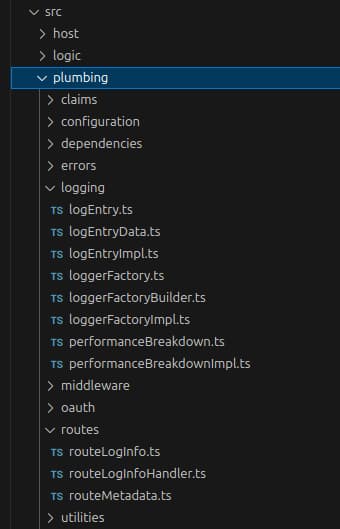 src
host
logic
plumbing
claims
configuration
dependencies
errors
logging
TS logEntry.ts
TS logEntryData.ts
TS logEntryImpl.ts
TS loggerFactory.ts
TS loggerFactoryBuilder.ts
TS loggerFactoryImpl.ts
TS performanceBreakdown.ts
TS performanceBreakdownImpl.ts
middleware
oauth
routes
TS routeLogInfo.ts
TS routeLogInfoHandler.ts
TS routeMetadata.ts
utilities